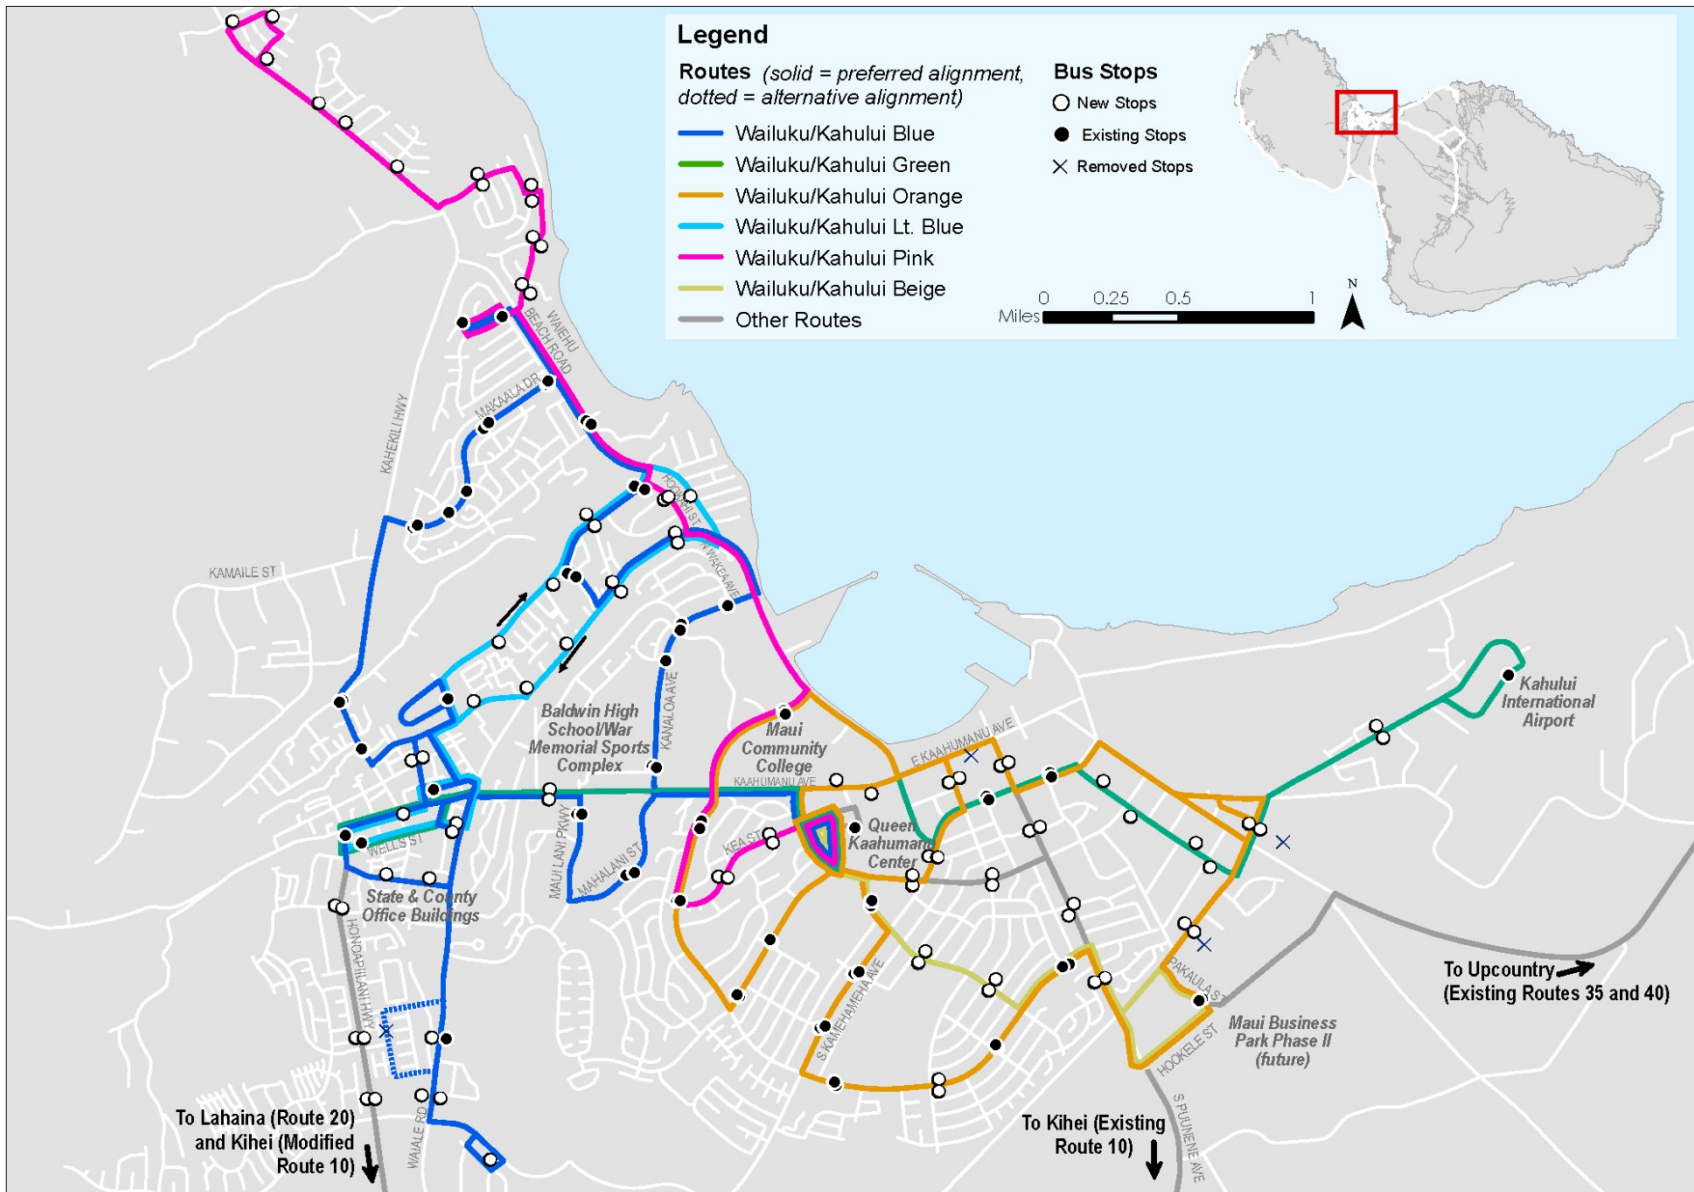 Legend
Routes (solid = preferred alignment,
dotted = alternative alignment)
Wailuku/Kahului Blue
Wailuku/Kahului Green
Wailuku/Kahului Orange
Wailuku/Kahului Lt. Blue
Wailuku/Kahului Pink
Wailuku/Kahului Beige
Other Routes
Bus Stops
New Stops
Existing Stops
Removed Stops
0 0.25 0.5 1
Miles
N
WAIEHU
BEACH ROAD
MAKAALA DR
KAHEKILI HWY
KAMAILE ST
HOOWAHI ST
N WAKEA AVE
KANALOA AVE
Baldwin High
School/War
Memorial Sports
Complex
Maui
Community
College
KAAHUMANU AVE
E KAAHUMANU AVE
Kahului
International
Airport
WELLS ST
MAUI LANI PKWY
MAHALANI ST
KEA ST
Queen
Kaahumanu
Center
State & County
Office Buildings
HONOAPIILANI HWY
S KAMEHAMEHA AVE
PAKAULA ST
HOOKELE ST
Maui Business
Park Phase II
(future)
To Upcountry
(Existing Routes 35 and 40)
To Lahaina (Route 20)
and Kihei (Modified
Route 10)
WAIALE RD
To Kihei (Existing
Route 10)
S PUUNENE AVE